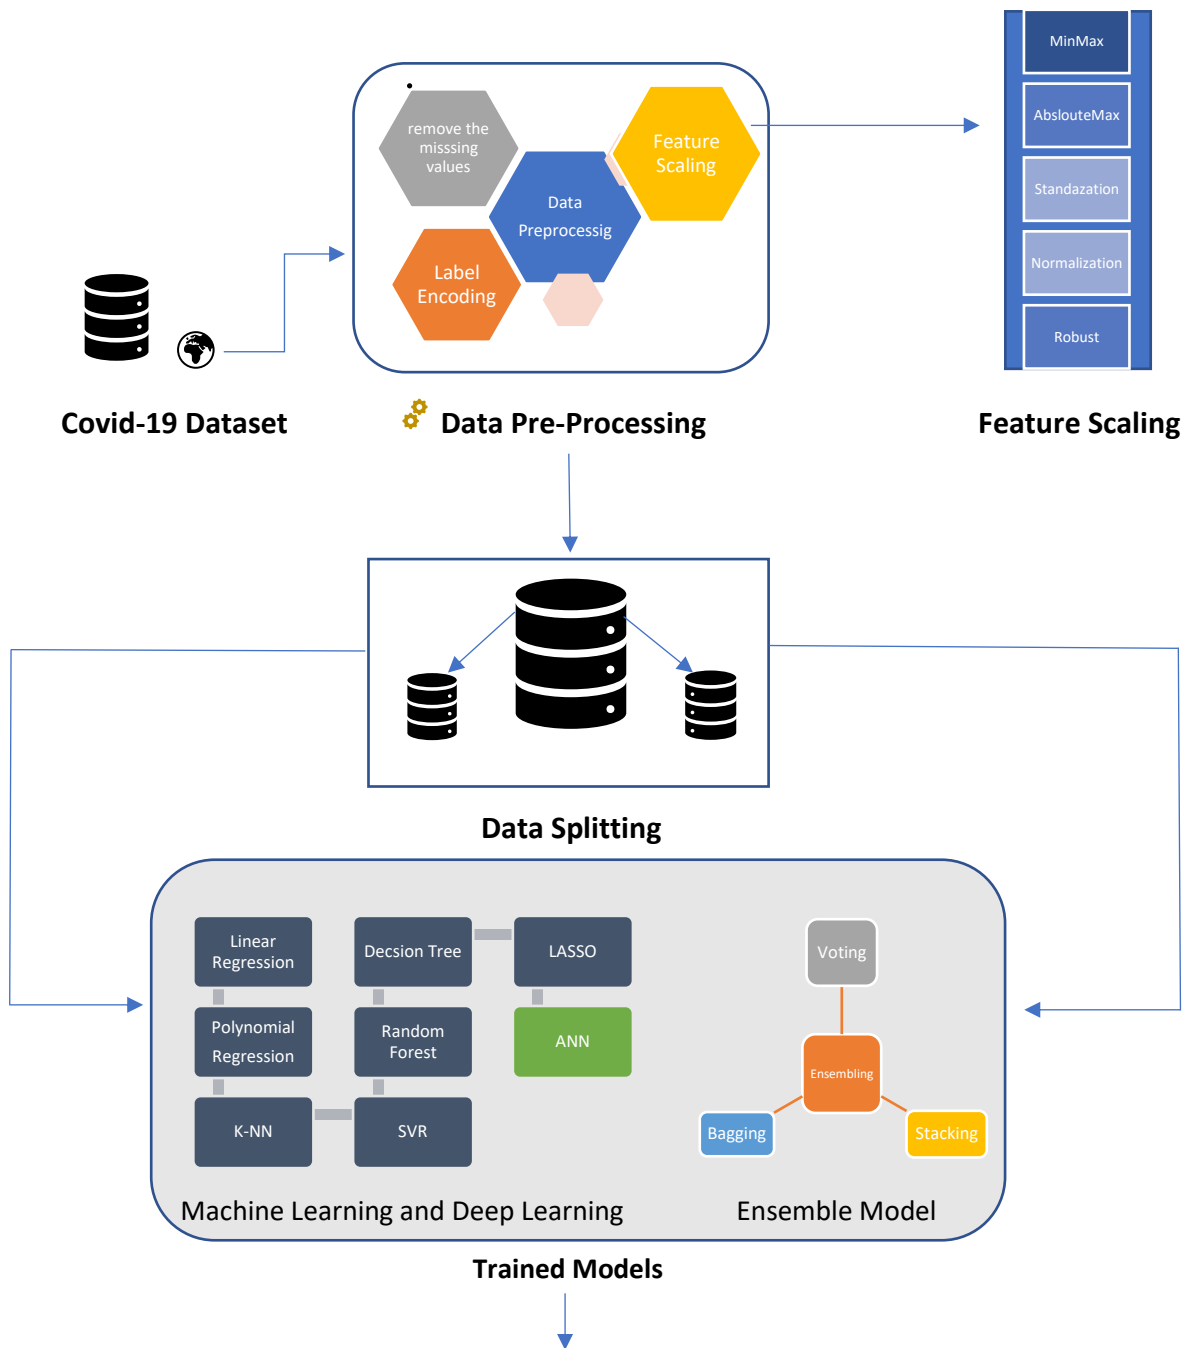 MinMax
AbslouteMax
Standazation
Normalization
Robust
remove the
misssing
values
Feature
Scaling
Data
Preprocessig
Label
Encoding
Covid-19 Dataset
Data Pre-Processing
Feature Scaling
Data Splitting
Linear
Regression
Decsion Tree
LASSO
Polynomial
Regression
Random
Forest
ANN
K-NN
SVR
Voting
Ensembling
Bagging
Stacking
Machine Learning and Deep Learning
Ensemble Model
Trained Models